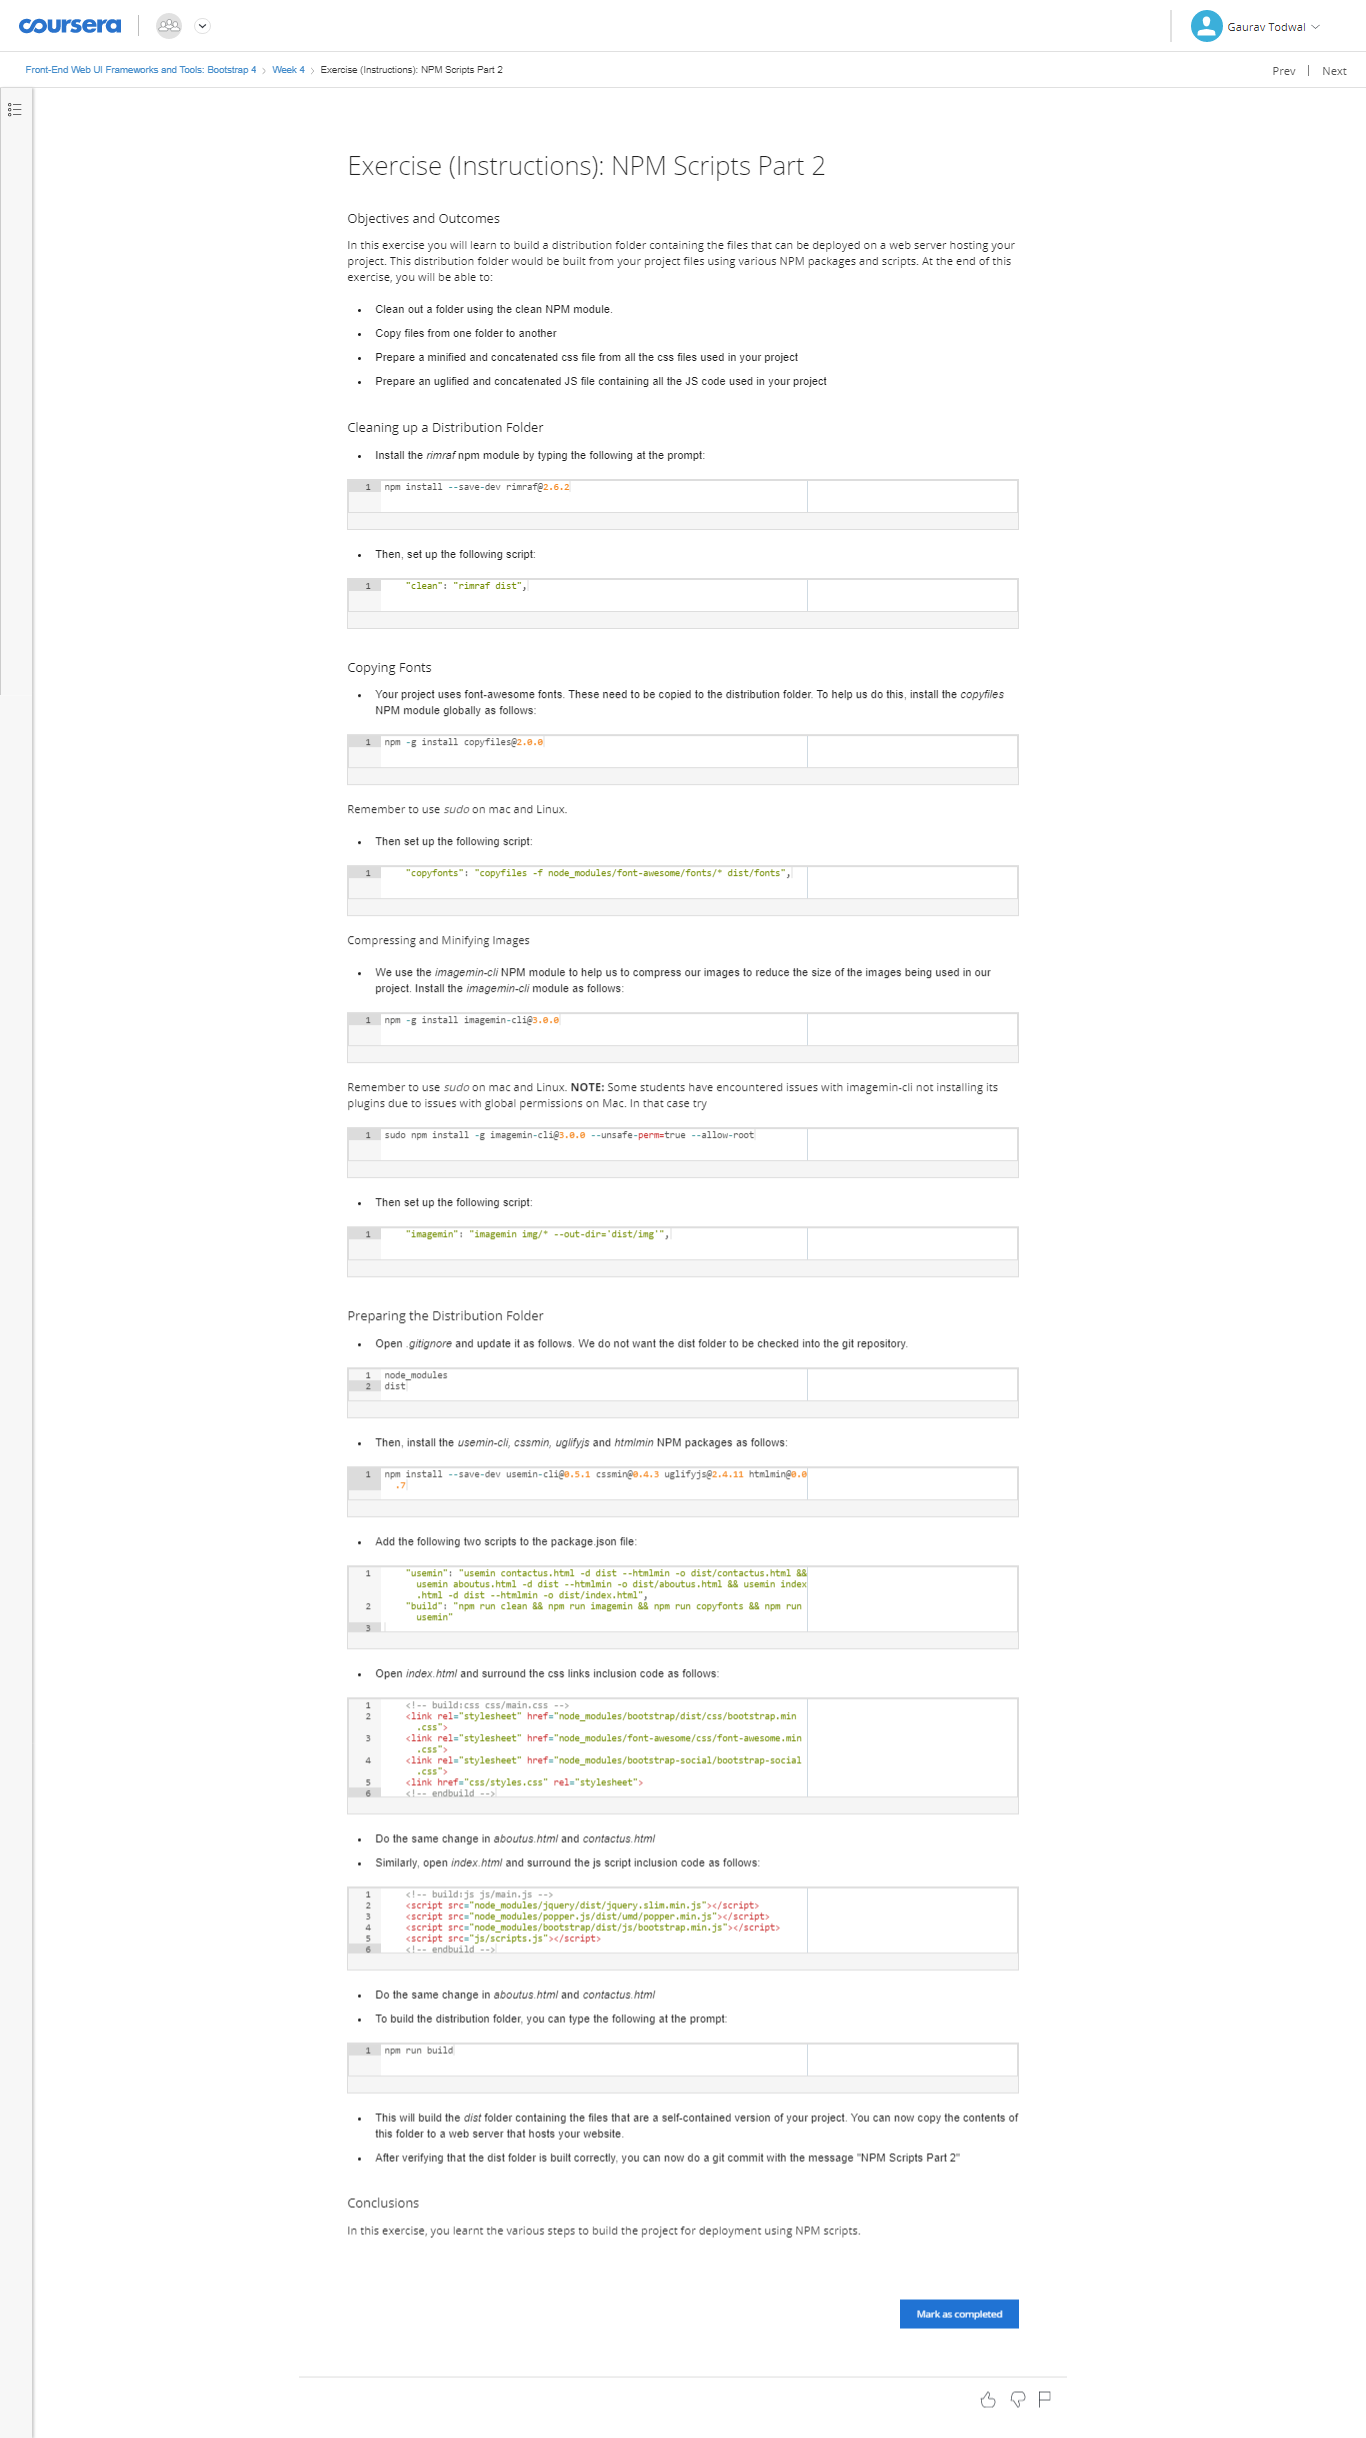 coursera
Gaurav Todwal
Front-End Web UI Frameworks and Tools: Bootstrap 4 > Week 4 > Exercise (Instructions): NPM Scripts Part 2
Prev | Next
Exercise (Instructions): NPM Scripts Part 2
Objectives and Outcomes
In this exercise you will learn to build a distribution folder containing the files that can be deployed on a web server hosting your
project. This distribution folder would be built from your project files using various NPM packages and scripts. At the end of this
exercise, you will be able to:
• Clean out a folder using the clean NPM module.
• Copy files from one folder to another
• Prepare a minified and concatenated css file from all the css files used in your project
• Prepare an uglified and concatenated JS file containing all the JS code used in your project
Cleaning up a Distribution Folder
• Install the rimraf npm module by typing the following at the prompt:
1 npm install --save-dev rimraf@2.6.2
• Then, set up the following script:
1 "clean": "rimraf dist",
Copying Fonts
• Your project uses font-awesome fonts. These need to be copied to the distribution folder. To help us do this, install the copyfiles
NPM module globally as follows:
1 npm -g install copyfiles@2.0.0
Remember to use sudo on mac and Linux.
• Then set up the following script:
1 "copyfonts": "copyfiles -f node_modules/font-awesome/fonts/* dist/fonts",
Compressing and Minifying Images
• We use the imagemin-cli NPM module to help us to compress our images to reduce the size of the images being used in our
project. Install the imagemin-cli module as follows:
1 npm -g install imagemin-cli@3.0.0
Remember to use sudo on mac and Linux. NOTE: Some students have encountered issues with imagemin-cli not installing its
plugins due to issues with global permissions on Mac. In that case try
1 sudo npm install -g imagemin-cli@3.0.0 --unsafe-perm=true --allow-root
• Then set up the following script:
1 "imagemin": "imagemin img/* --out-dir='dist/img'",
Preparing the Distribution Folder
• Open .gitignore and update it as follows. We do not want the dist folder to be checked into the git repository.
1 node_modules
2 dist
• Then, install the usemin-cli, cssmin, uglifyjs and htmlmin NPM packages as follows:
1 npm install --save-dev usemin-cli@0.5.1 cssmin@0.4.3 uglifyjs@2.4.11 htmlmin@0.0
.7
• Add the following two scripts to the package.json file:
1 "usemin": "usemin contactus.html -d dist --htmlmin -o dist/contactus.html &&
usemin aboutus.html -d dist --htmlmin -o dist/aboutus.html && usemin index
.html -d dist --htmlmin -o dist/index.html",
2 "build": "npm run clean && npm run imagemin && npm run copyfonts && npm run
usemin"
3
• Open index.html and surround the css links inclusion code as follows:
1 <!-- build:css css/main.css -->
2 <link rel="stylesheet" href="node_modules/bootstrap/dist/css/bootstrap.min
.css">
3 <link rel="stylesheet" href="node_modules/font-awesome/css/font-awesome.min
.css">
4 <link rel="stylesheet" href="node_modules/bootstrap-social/bootstrap-social
.css">
5 <link href="css/styles.css" rel="stylesheet">
6 <!-- endbuild -->
• Do the same change in aboutus.html and contactus.html
• Similarly, open index.html and surround the js script inclusion code as follows:
1 <!-- build:js js/main.js -->
2 <script src="node_modules/jquery/dist/jquery.slim.min.js"></script>
3 <script src="node_modules/popper.js/dist/umd/popper.min.js"></script>
4 <script src="node_modules/bootstrap/dist/js/bootstrap.min.js"></script>
5 <script src="js/scripts.js"></script>
6 <!-- endbuild -->
• Do the same change in aboutus.html and contactus.html
• To build the distribution folder, you can type the following at the prompt:
1 npm run build
• This will build the dist folder containing the files that are a self-contained version of your project. You can now copy the contents of
this folder to a web server that hosts your website.
• After verifying that the dist folder is built correctly, you can now do a git commit with the message "NPM Scripts Part 2"
Conclusions
In this exercise, you learnt the various steps to build the project for deployment using NPM scripts.
Mark as completed